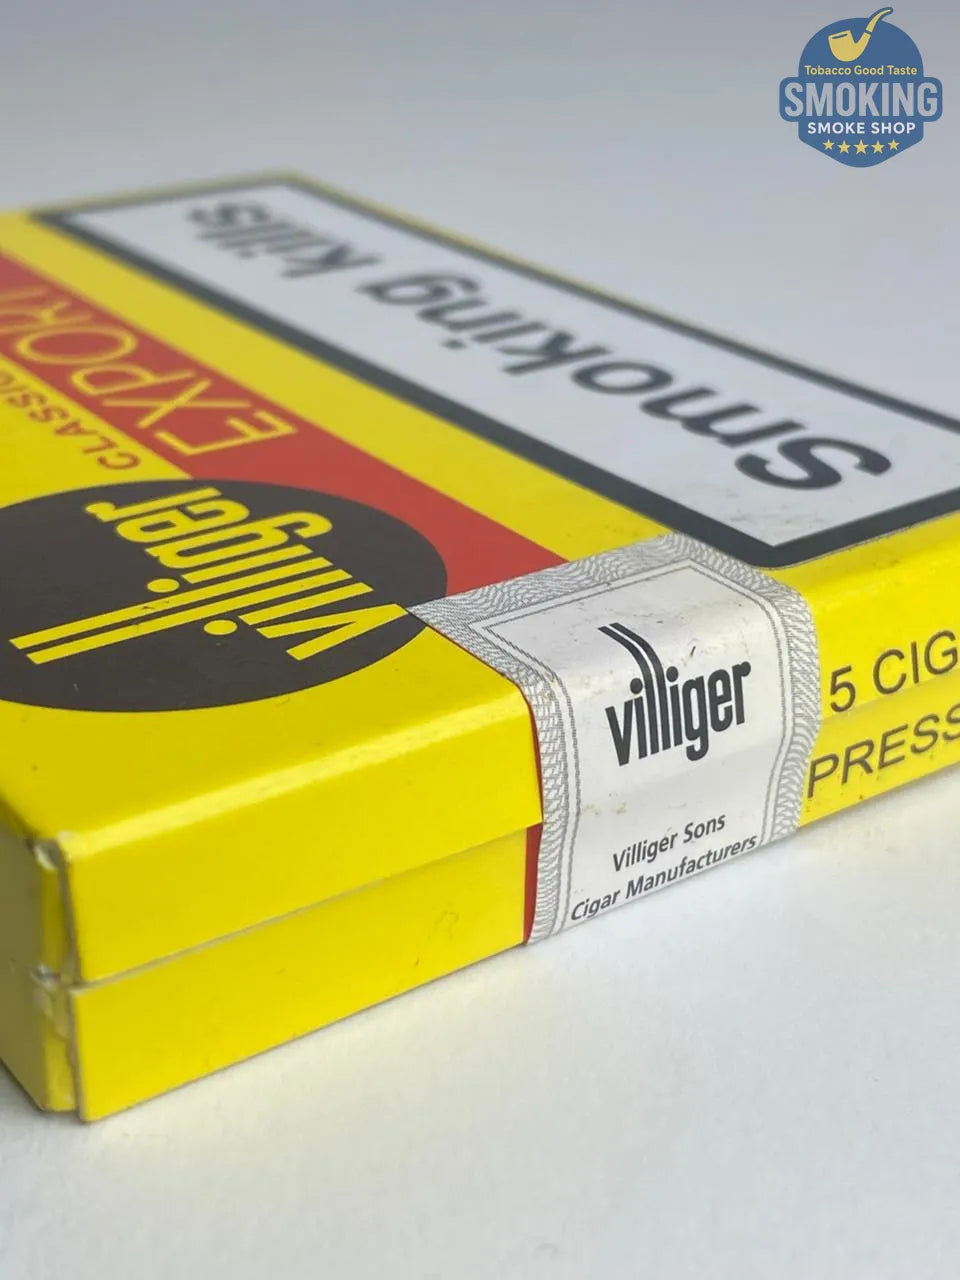 Tobacco Good Taste
SMOKING
SMOKE SHOP
Smoking kills
CLASSIC
EXPORT
villiger
villiger
Villiger Sons
Cigar Manufacturers
5 CIG
PRESS